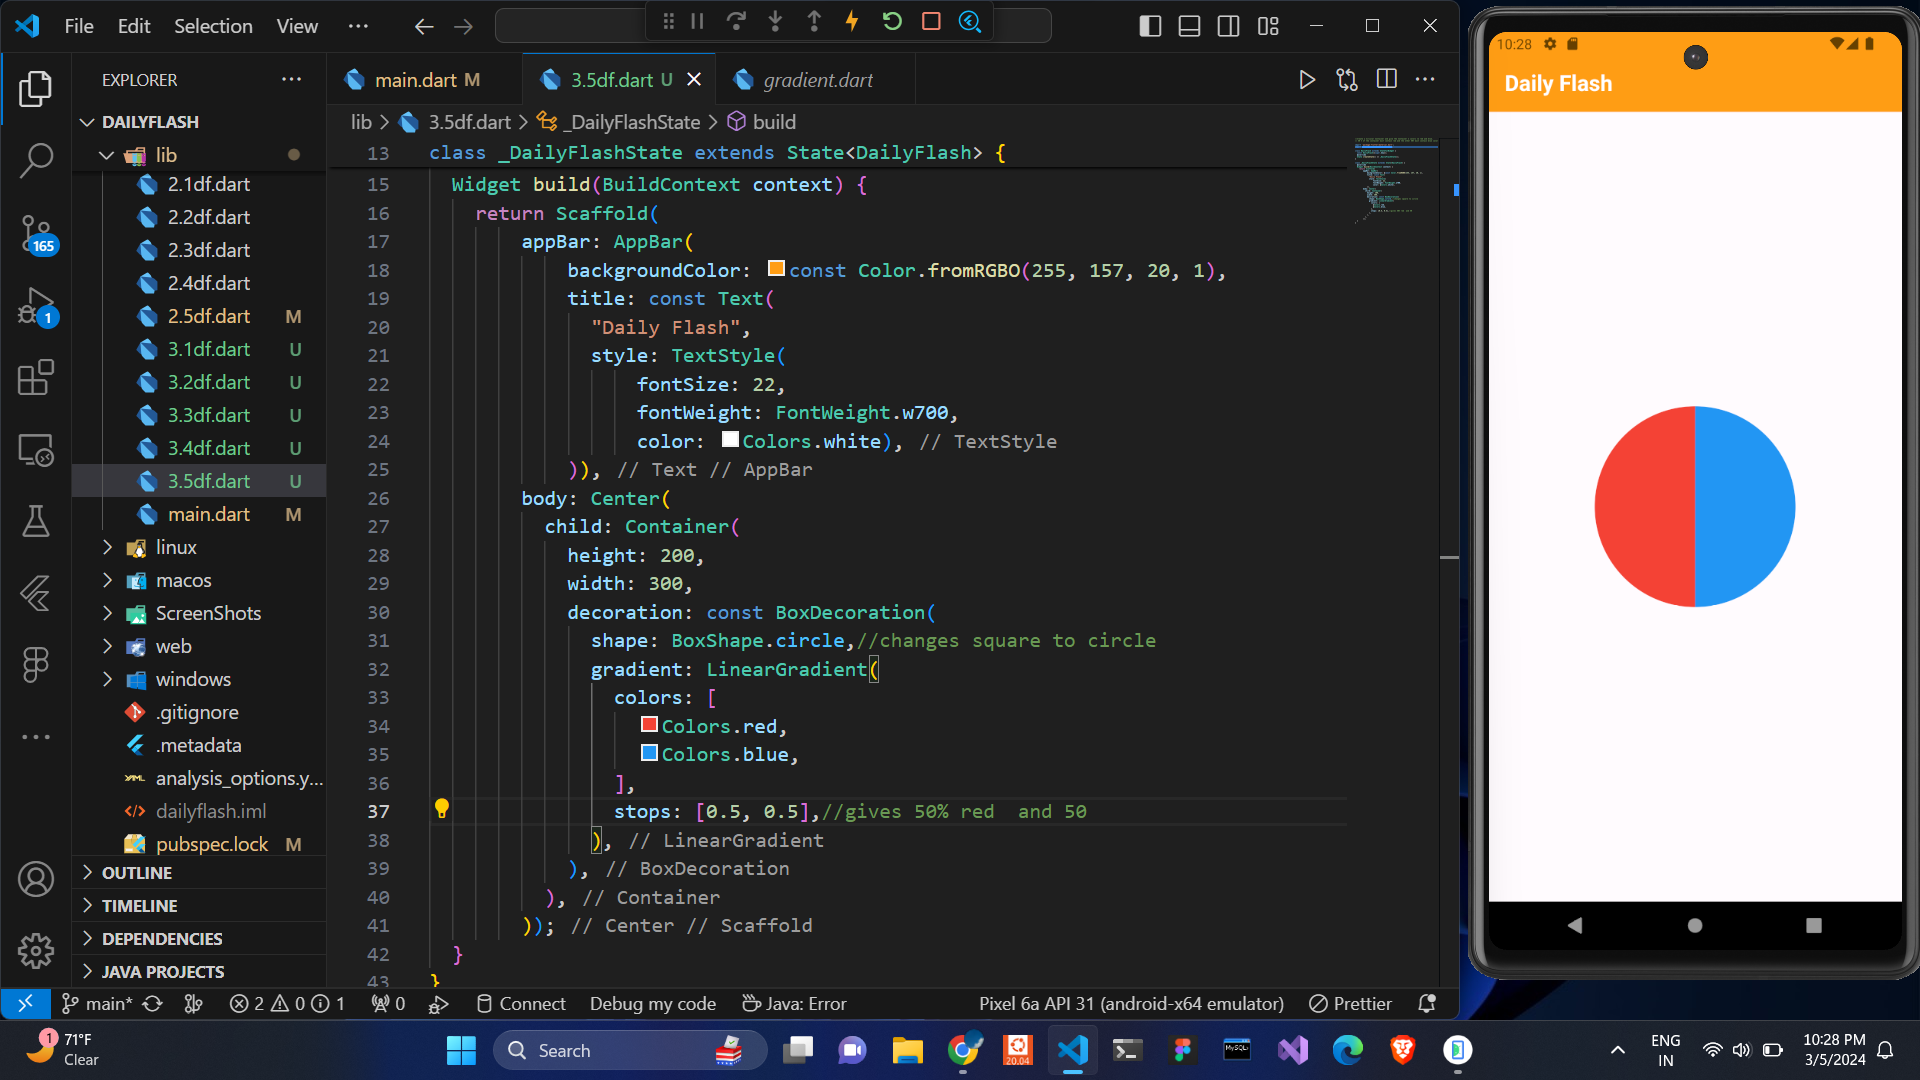 File Edit Selection View ···
EXPLORER
DAILYFLASH
lib
2.1df.dart
2.2df.dart
2.3df.dart
2.4df.dart
2.5df.dart M
3.1df.dart U
3.2df.dart U
3.3df.dart U
3.4df.dart U
3.5df.dart U
main.dart M
linux
macos
ScreenShots
web
windows
.gitignore
.metadata
analysis_options.y...
dailyflash.iml
pubspec.lock M
OUTLINE
TIMELINE
DEPENDENCIES
JAVA PROJECTS
165
1
main.dart M 3.5df.dart U gradient.dart
lib > 3.5df.dart > _DailyFlashState > build
13 class _DailyFlashState extends State<DailyFlash> {
15 Widget build(BuildContext context) {
16 return Scaffold(
17 appBar: AppBar(
18 backgroundColor: const Color.fromRGBO(255, 157, 20, 1),
19 title: const Text(
20 "Daily Flash",
21 style: TextStyle(
22 fontSize: 22,
23 fontWeight: FontWeight.w700,
24 color: Colors.white), // TextStyle
25 )), // Text // AppBar
26 body: Center(
27 child: Container(
28 height: 200,
29 width: 300,
30 decoration: const BoxDecoration(
31 shape: BoxShape.circle,//changes square to circle
32 gradient: LinearGradient(
33 colors: [
34 Colors.red,
35 Colors.blue,
36 ],
37 stops: [0.5, 0.5],//gives 50% red  and 50
38 ), // LinearGradient
39 ), // BoxDecoration
40 ), // Container
41 )); // Center // Scaffold
42 }
43 }
main* 2 0 1 0 Connect Debug my code Java: Error Pixel 6a API 31 (android-x64 emulator) Prettier
10:28
Daily Flash
1
71°F
Clear
Search
20.04
MySQL
ENG
IN
10:28 PM
3/5/2024